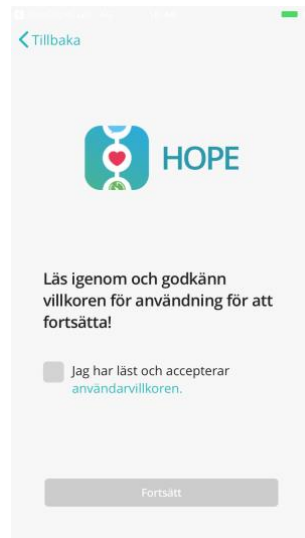 Tillbaka
HOPE
Läs igenom och godkänn
villkoren för användning för att
fortsätta!
Jag har läst och accepterar
användarvillkoren.
Fortsätt